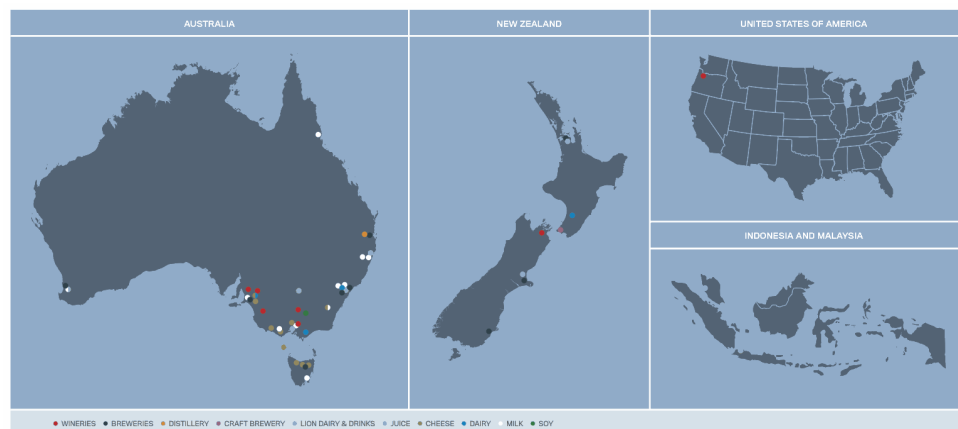 AUSTRALIA
NEW ZEALAND
UNITED STATES OF AMERICA
INDONESIA AND MALAYSIA
WINERIES BREWERIES DISTILLERY CRAFT BREWERY LION DAIRY & DRINKS JUICE CHEESE DAIRY MILK SOY